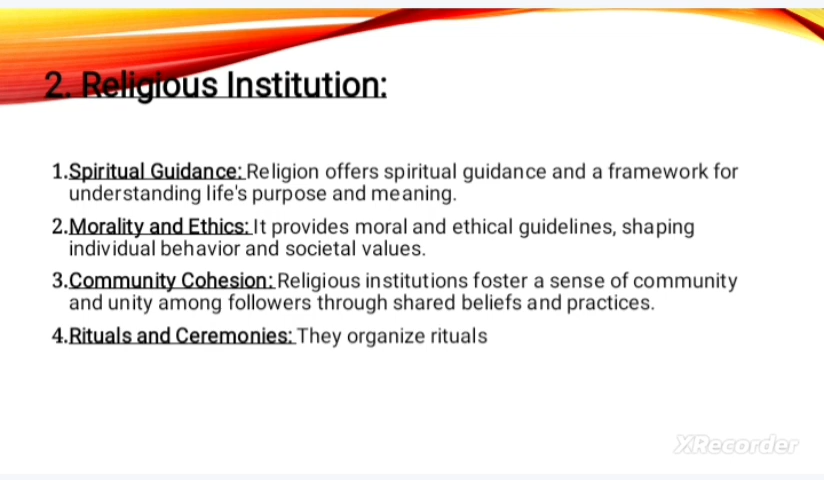 2. Religious Institution:
1.Spiritual Guidance: Religion offers spiritual guidance and a framework for
understanding life's purpose and meaning.
2.Morality and Ethics: It provides moral and ethical guidelines, shaping
individual behavior and societal values.
3.Community Cohesion: Religious institutions foster a sense of community
and unity among followers through shared beliefs and practices.
4.Rituals and Ceremonies: They organize rituals
XRecorder